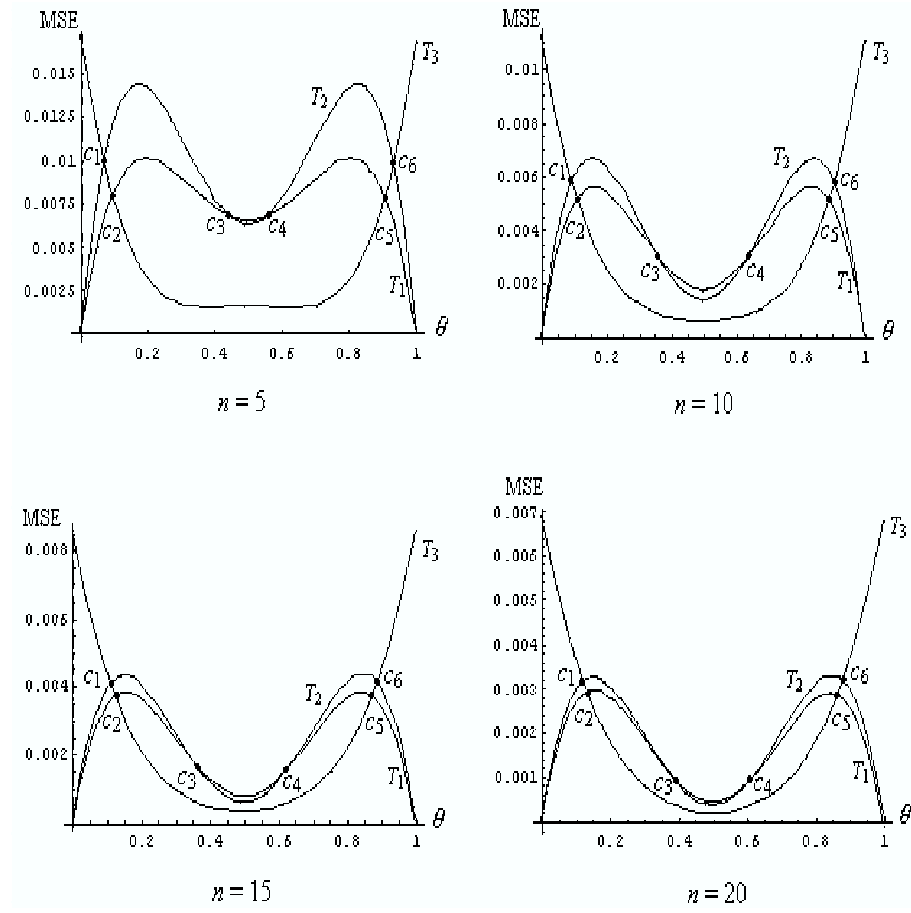 MSE
T3
0.015
T2
0.0125
c1
0.01
c6
0.0075
c2
c3
c4
c5
0.005
T1
0.0025
θ
0.2 0.4 0.6 0.8 1
n = 5
MSE
T3
0.01
0.008
T2
c1
c6
0.006
c2
c5
0.004
c3
c4
T1
0.002
θ
0.2 0.4 0.6 0.8 1
n = 10
MSE
T3
0.008
0.006
c1
T2
c6
0.004
c2
c5
c3
c4
T1
0.002
θ
0.2 0.4 0.6 0.8 1
n = 15
MSE
0.007
T3
0.006
0.005
0.004
c1
T2
c6
0.003
c2
c5
0.002
T1
c3
c4
0.001
θ
0.2 0.4 0.6 0.8 1
n = 20